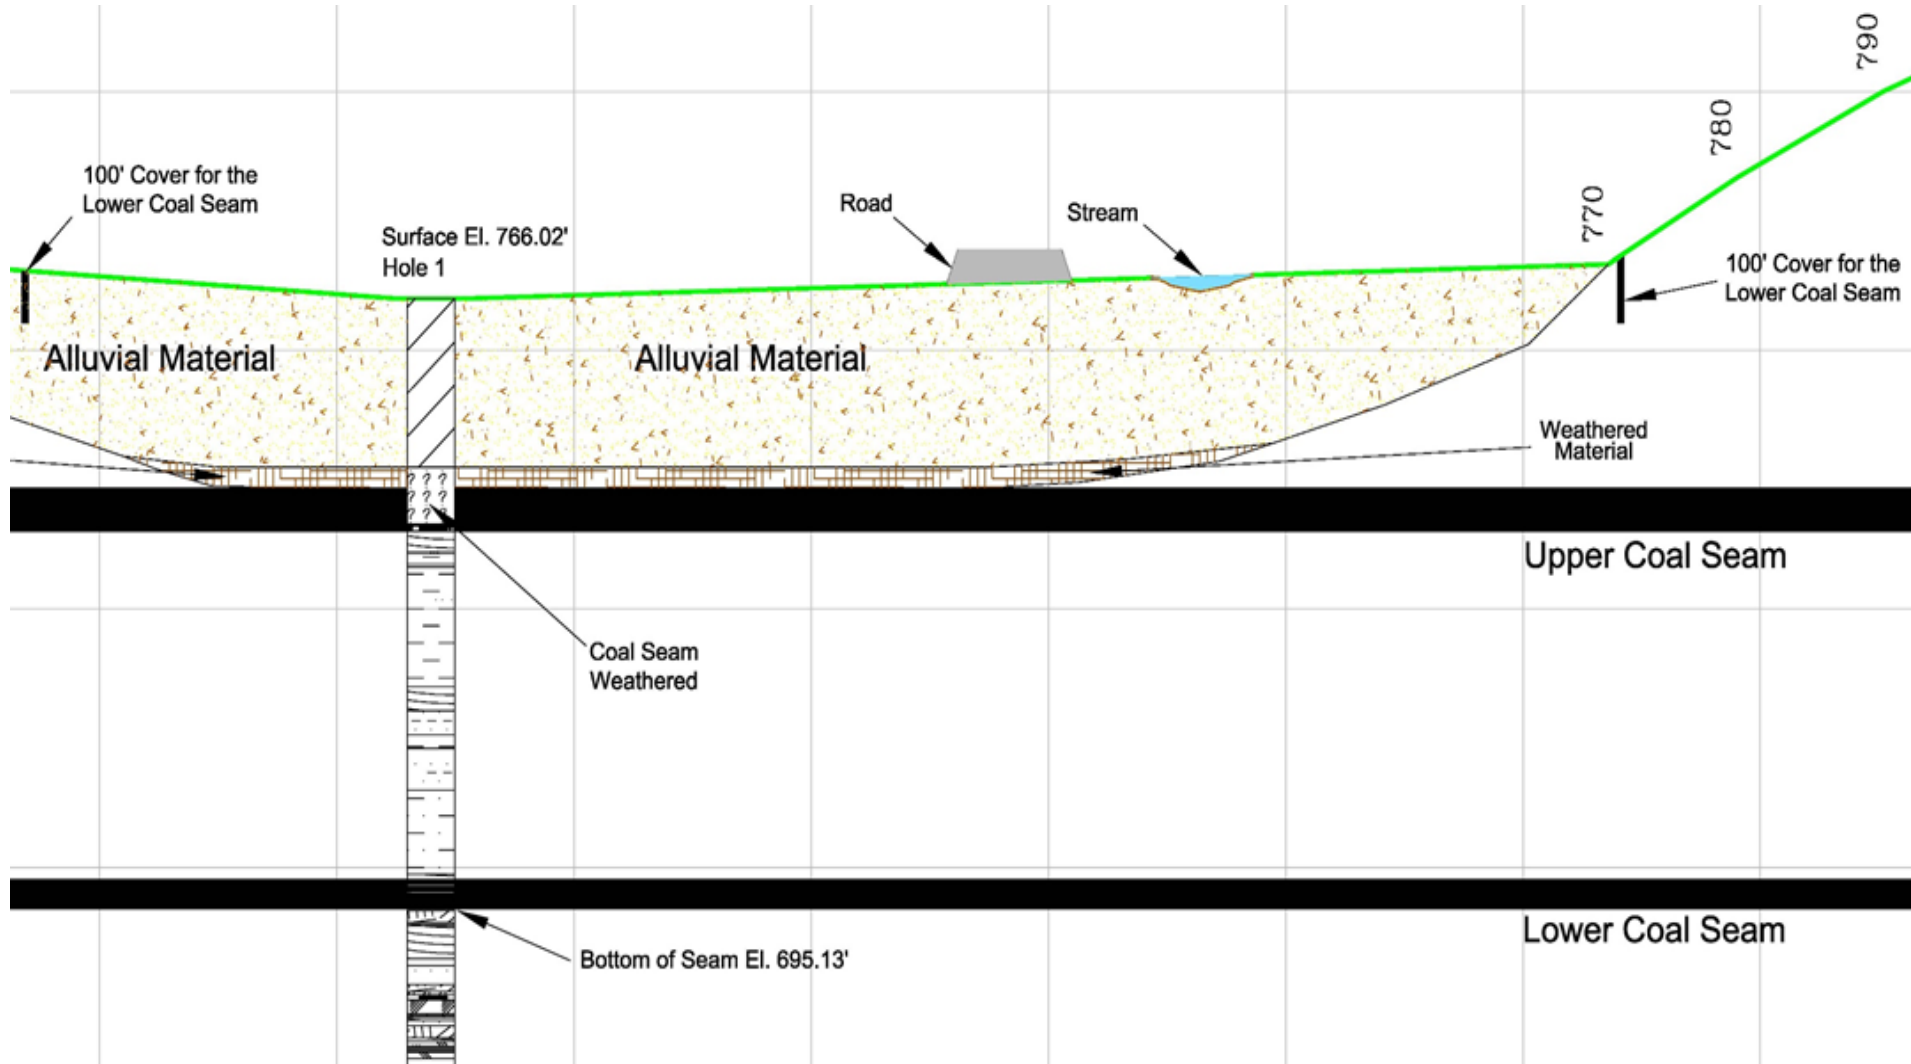 790
780
770
100' Cover for the
Lower Coal Seam
Surface El. 766.02'
Hole 1
Road
Stream
100' Cover for the
Lower Coal Seam
Alluvial Material
Alluvial Material
Weathered
Material
? ? ?
? ? ?
? ? ?
? ? ?
Upper Coal Seam
Coal Seam
Weathered
Lower Coal Seam
Bottom of Seam El. 695.13'